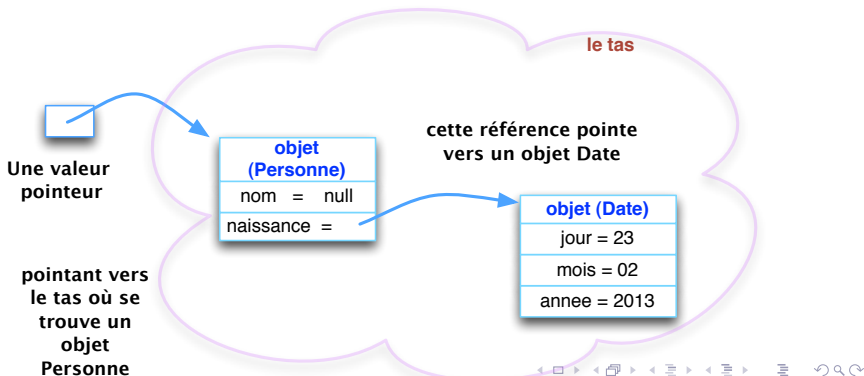 le tas
cette référence pointe
vers un objet Date
Une valeur
pointeur
objet
(Personne)
nom = null
naissance =
objet (Date)
jour = 23
mois = 02
annee = 2013
pointant vers
le tas où se
trouve un
objet
Personne